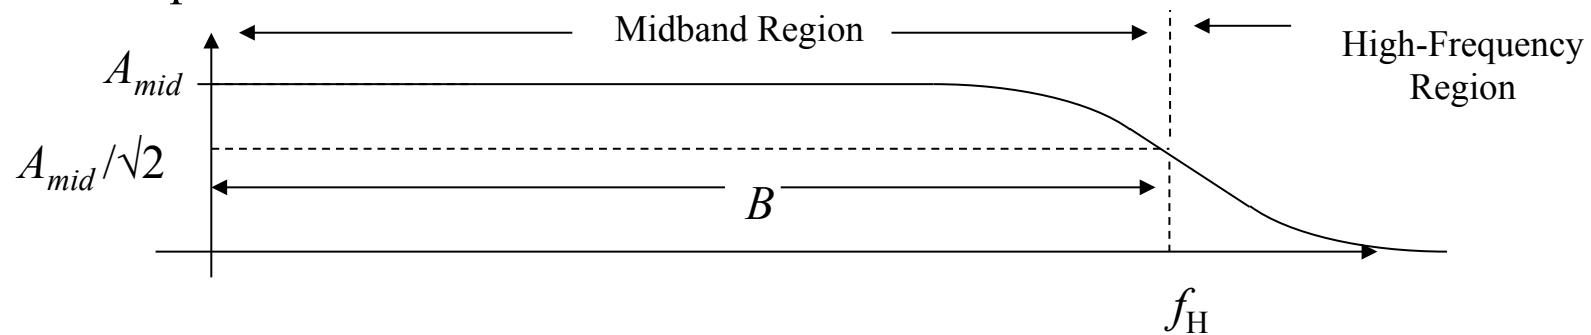 Midband Region
High-Frequency
Region
A_mid
A_mid/√2
B
f_H